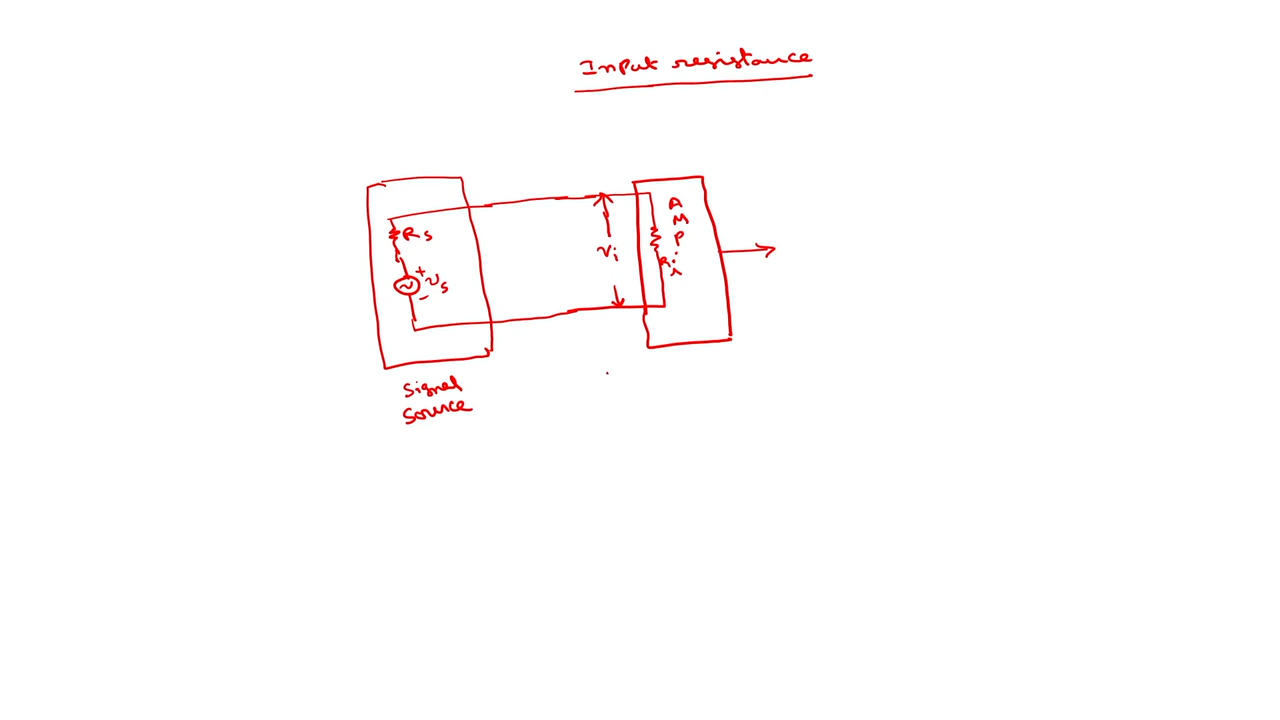 Input resistance
A
M
P
Rs
vi
Ri
+
vs
-
Signal
Source